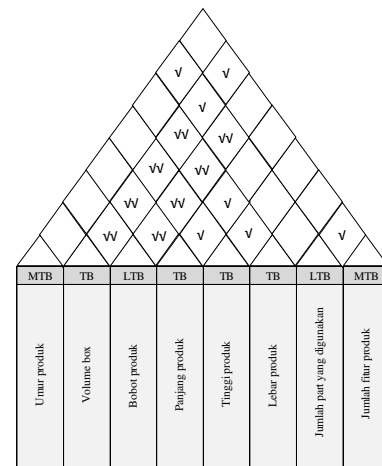 √ √
√
√√ √√
√√ √√
√√ √√ √
√√ √√ √ √ √
MTB TB LTB TB TB TB LTB MTB
Umur produk
Volume box
Bobot produk
Panjang produk
Tinggi produk
Lebar produk
Jumlah part yang digunakan
Jumlah fitur produk